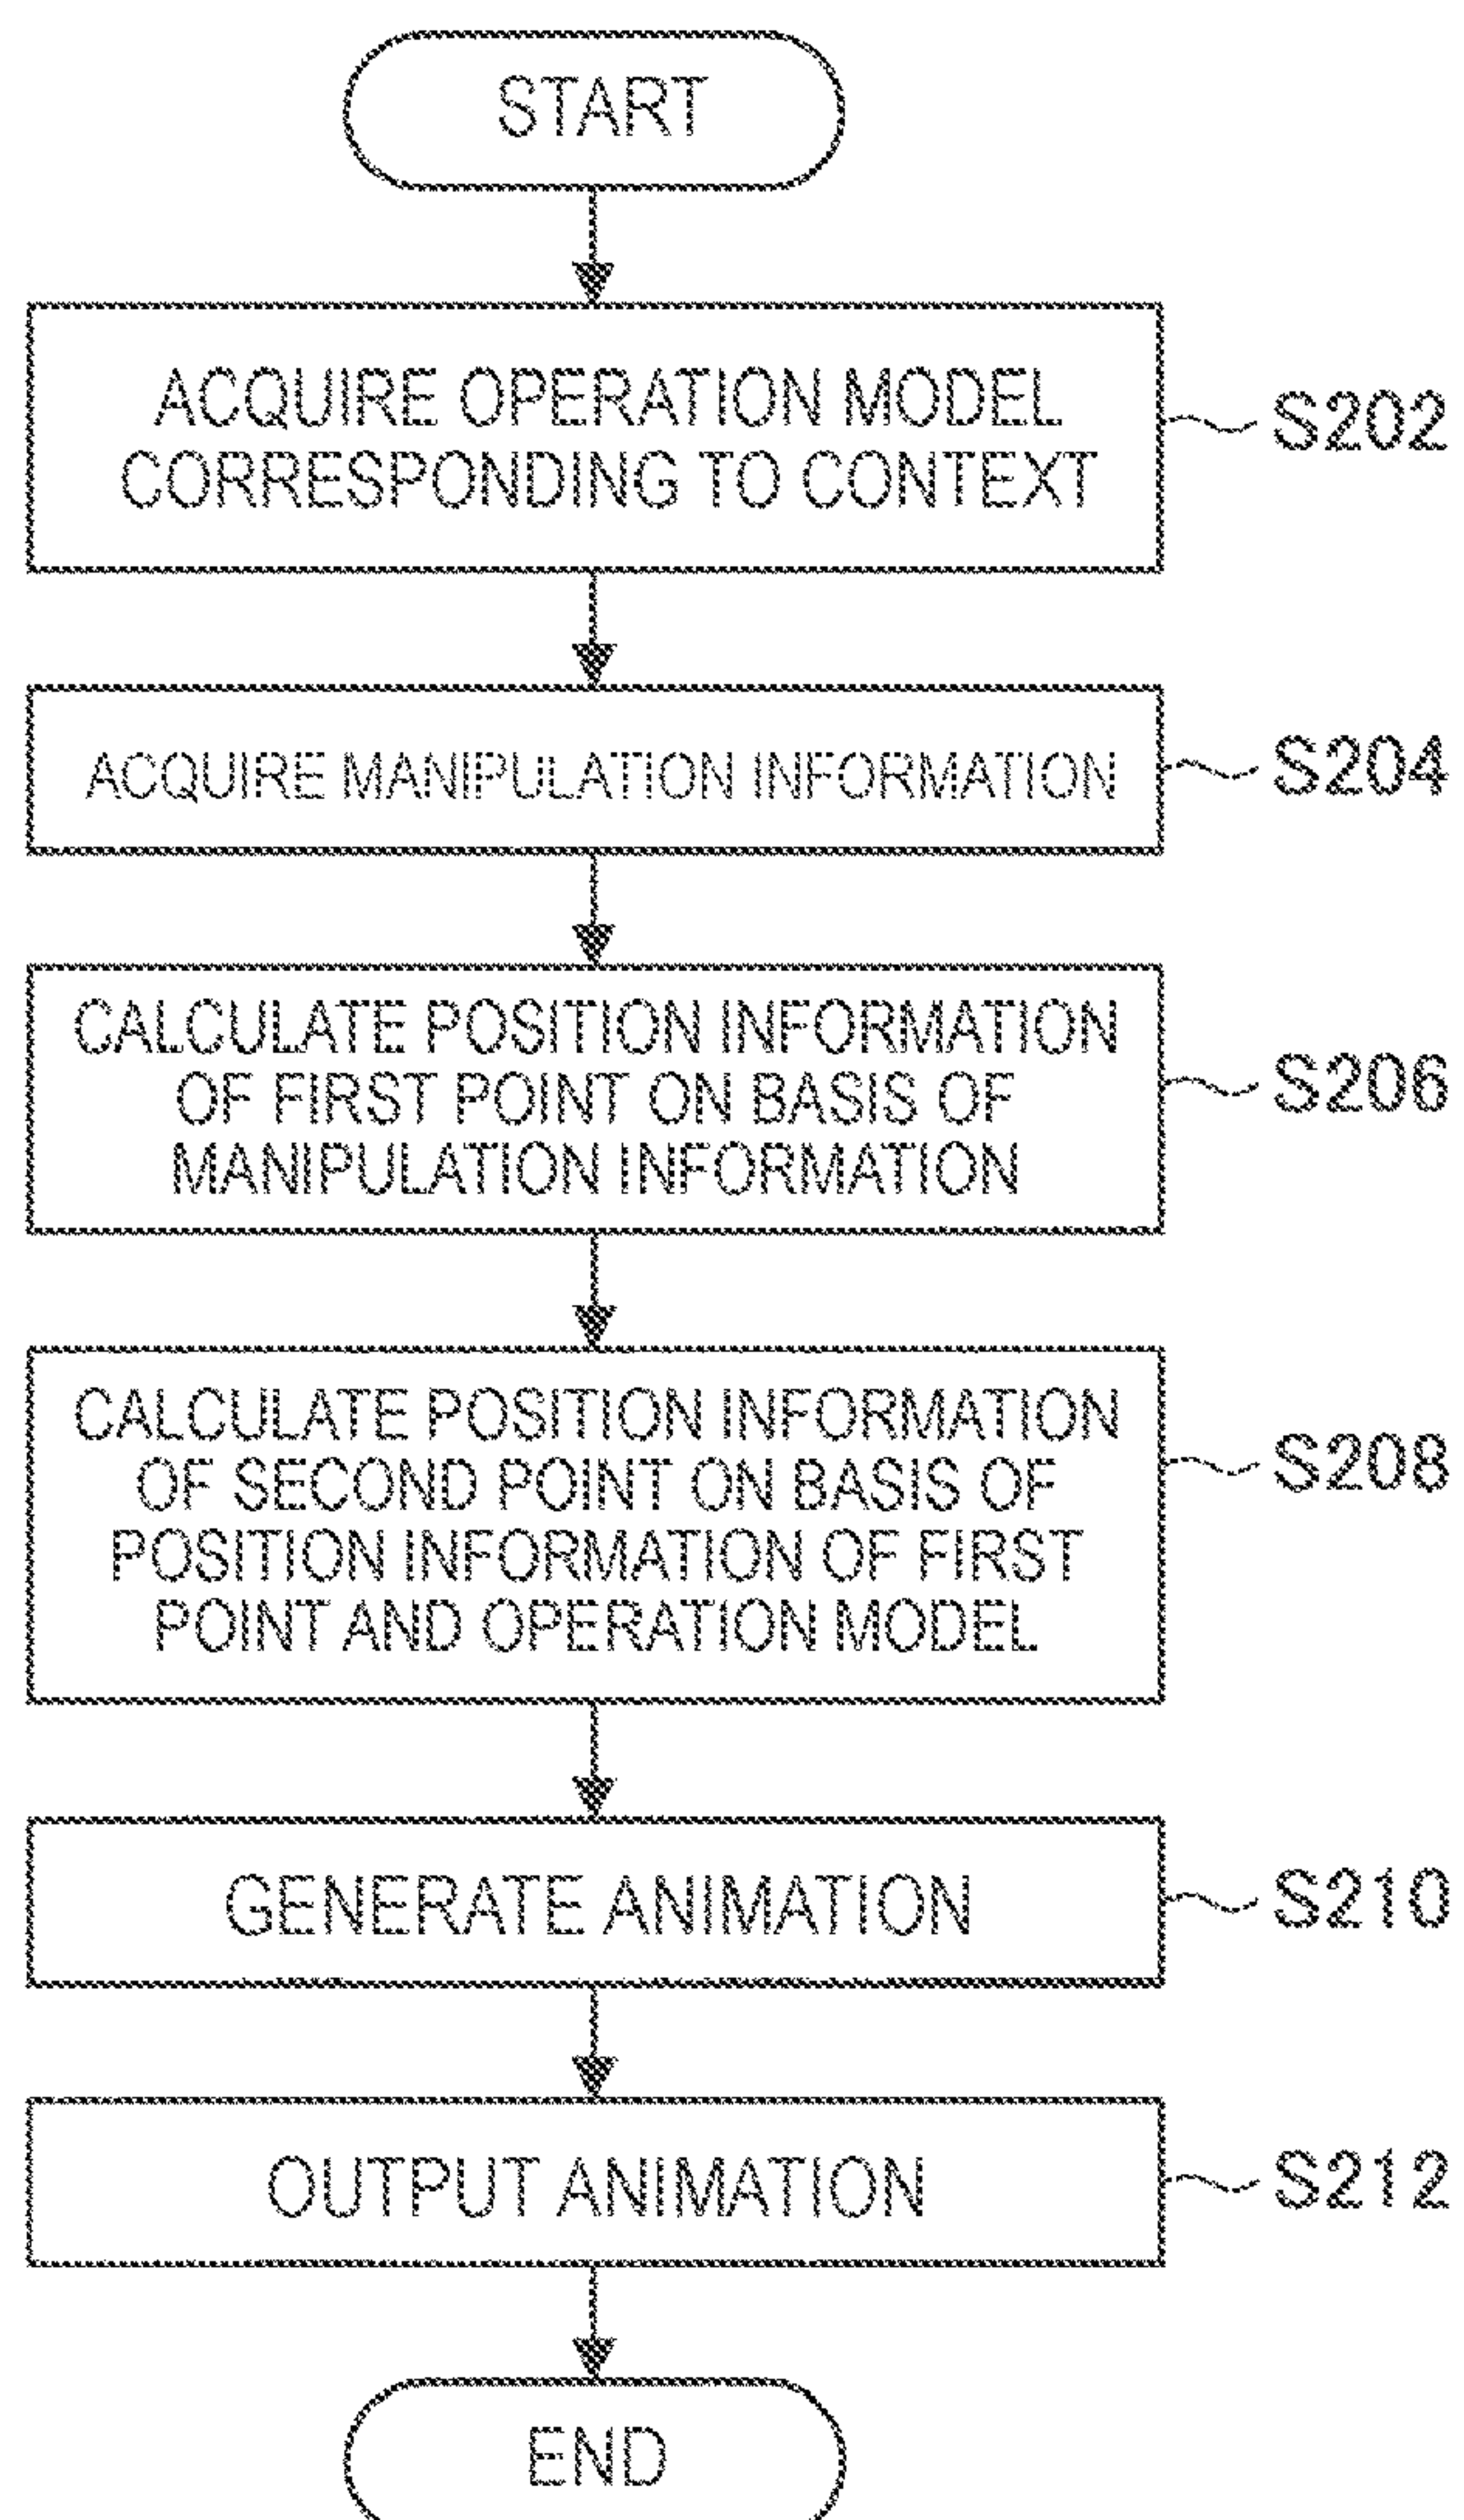 START
ACQUIRE OPERATION MODEL
CORRESPONDING TO CONTEXT
S202
ACQUIRE MANIPULATION INFORMATION
S204
CALCULATE POSITION INFORMATION
OF FIRST POINT ON BASIS OF
MANIPULATION INFORMATION
S206
CALCULATE POSITION INFORMATION
OF SECOND POINT ON BASIS OF
POSITION INFORMATION OF FIRST
POINT AND OPERATION MODEL
S208
GENERATE ANIMATION
S210
OUTPUT ANIMATION
S212
END